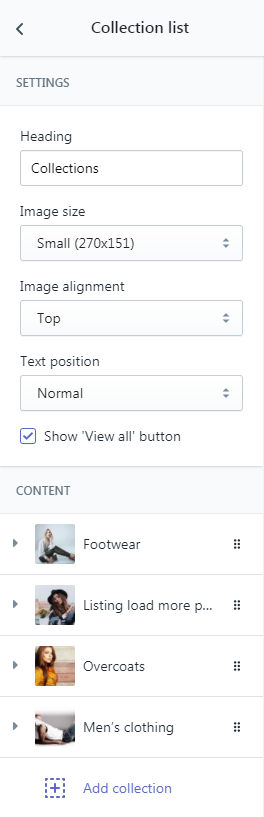 Collection list
SETTINGS
Heading
Collections
Image size
Small (270x151)
Image alignment
Top
Text position
Normal
Show 'View all' button
CONTENT
Footwear
Listing load more p...
Overcoats
Men's clothing
Add collection